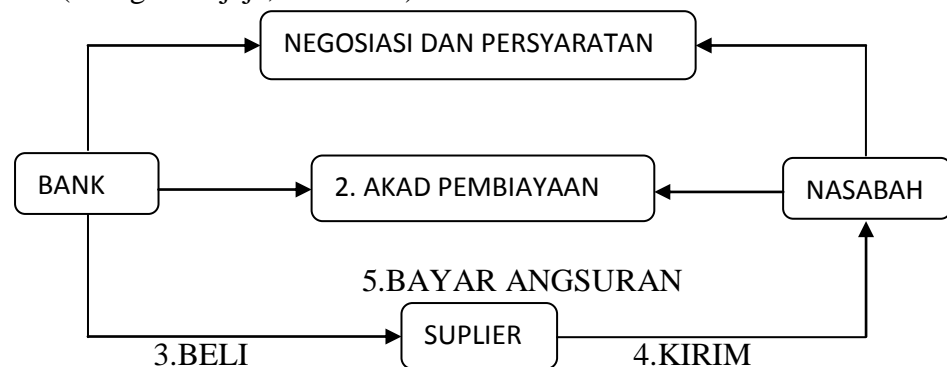 NEGOSIASI DAN PERSYARATAN
BANK
2. AKAD PEMBIAYAAN
NASABAH
5.BAYAR ANGSURAN
SUPLIER
3.BELI
4.KIRIM